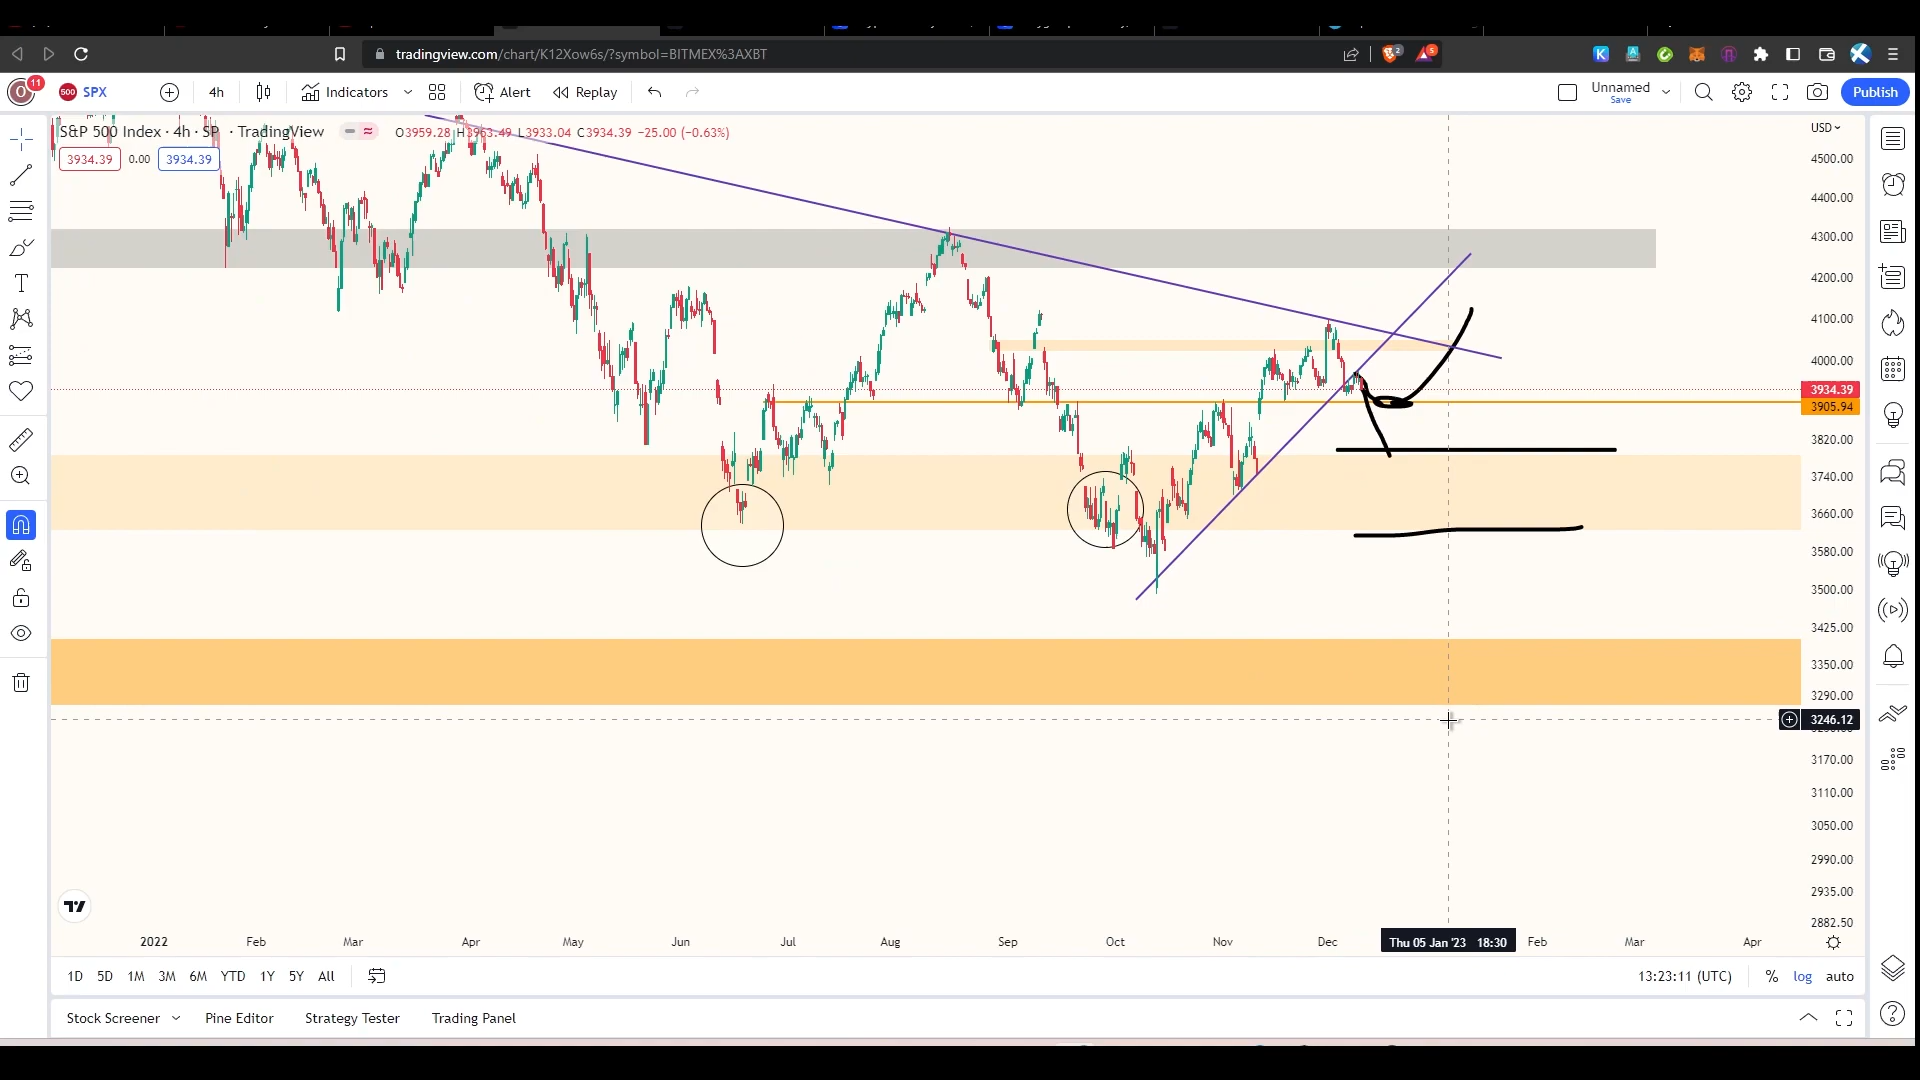 tradingview.com/chart/K12Xow6s/?symbol=BITMEX%3AXBT
2
5
11
O
500 SPX
4h
Indicators
Alert
Replay
Unnamed
Save
Publish
S&P 500 Index · 4h · SP · TradingView
O3959.28 H3963.49 L3933.04 C3934.39 −25.00 (−0.63%)
3934.39 0.00 3934.39
USD
4500.00
4400.00
4300.00
4200.00
4100.00
4000.00
3934.39
3905.94
3820.00
3740.00
3660.00
3580.00
3500.00
3425.00
3350.00
3290.00
3246.12
3170.00
3110.00
3050.00
2990.00
2935.00
2882.50
2022 Feb Mar Apr May Jun Jul Aug Sep Oct Nov Dec Thu 05 Jan '23 18:30 Feb Mar Apr
1D 5D 1M 3M 6M YTD 1Y 5Y All
13:23:11 (UTC) % log auto
Stock Screener Pine Editor Strategy Tester Trading Panel